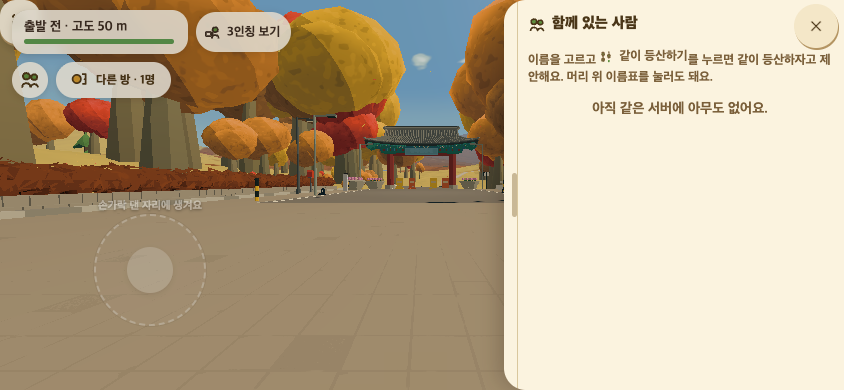 출발 전 · 고도 50 m
3인칭 보기
다른 방 · 1명
손가락 댄 자리에 생겨요
함께 있는 사람
이름을 고르고 같이 등산하기를 누르면 같이 등산하자고 제
안해요. 머리 위 이름표를 눌러도 돼요.
아직 같은 서버에 아무도 없어요.